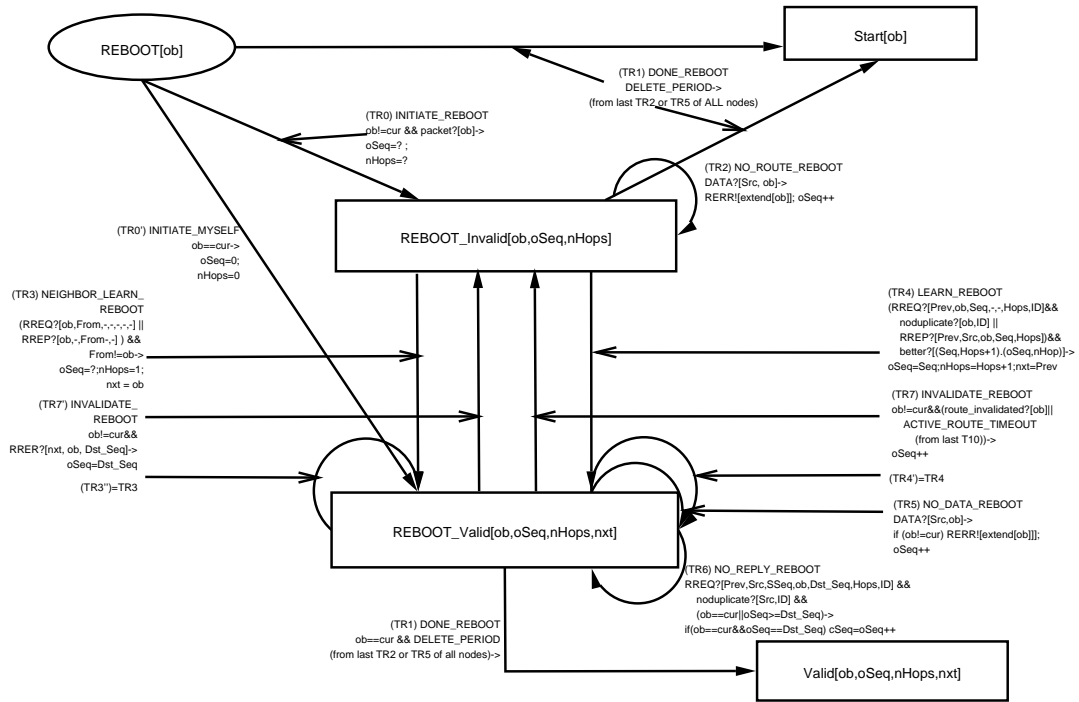 REBOOT[ob]
Start[ob]
(TR1) DONE_REBOOT
DELETE_PERIOD->
(from last TR2 or TR5 of ALL nodes)
(TR0) INITIATE_REBOOT
ob!=cur && packet?[ob]->
oSeq=? ;
nHops=?
(TR2) NO_ROUTE_REBOOT
DATA?[Src, ob]->
RERR![extend[ob]]; oSeq++
REBOOT_Invalid[ob,oSeq,nHops]
(TR0') INITIATE_MYSELF
ob==cur->
oSeq=0;
nHops=0
(TR3) NEIGHBOR_LEARN_
REBOOT
(RREQ?[ob,From,-,-,-,-,-] ||
RREP?[ob,-,From-,-] ) &&
From!=ob->
oSeq=?;nHops=1;
nxt = ob
(TR4) LEARN_REBOOT
(RREQ?[Prev,ob,Seq,-,-,Hops,ID]&&
noduplicate?[ob,ID] ||
RREP?[Prev,Src,ob,Seq,Hops])&&
better?[(Seq,Hops+1).(oSeq,nHop)]->
oSeq=Seq;nHops=Hops+1;nxt=Prev
(TR7') INVALIDATE_
REBOOT
ob!=cur&&
RRER?[nxt, ob, Dst_Seq]->
oSeq=Dst_Seq
(TR7) INVALIDATE_REBOOT
ob!=cur&&(route_invalidated?[ob]||
ACTIVE_ROUTE_TIMEOUT
(from last T10))->
oSeq++
(TR3'')=TR3
(TR4')=TR4
REBOOT_Valid[ob,oSeq,nHops,nxt]
(TR5) NO_DATA_REBOOT
DATA?[Src,ob]->
if (ob!=cur) RERR![extend[ob]]];
oSeq++
(TR6) NO_REPLY_REBOOT
RREQ?[Prev,Src,SSeq,ob,Dst_Seq,Hops,ID] &&
noduplicate?[Src,ID] &&
(ob==cur||oSeq>=Dst_Seq)->
if(ob==cur&&oSeq==Dst_Seq) cSeq=oSeq++
(TR1) DONE_REBOOT
ob==cur && DELETE_PERIOD
(from last TR2 or TR5 of all nodes)->
Valid[ob,oSeq,nHops,nxt]